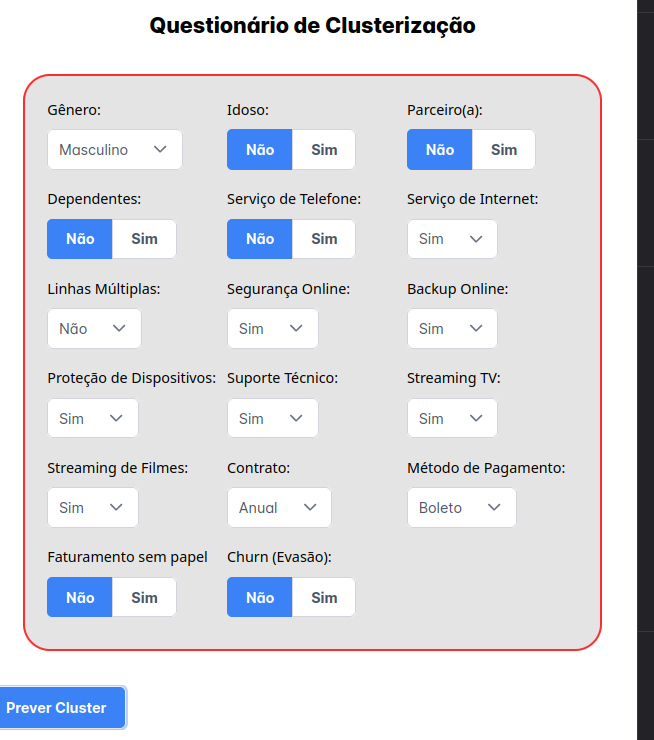 Questionário de Clusterização
Gênero: Idoso: Parceiro(a):
Masculino Não Sim Não Sim
Dependentes: Serviço de Telefone: Serviço de Internet:
Não Sim Não Sim Sim
Linhas Múltiplas: Segurança Online: Backup Online:
Não Sim Sim
Proteção de Dispositivos: Suporte Técnico: Streaming TV:
Sim Sim Sim
Streaming de Filmes: Contrato: Método de Pagamento:
Sim Anual Boleto
Faturamento sem papel Churn (Evasão):
Não Sim Não Sim
Prever Cluster